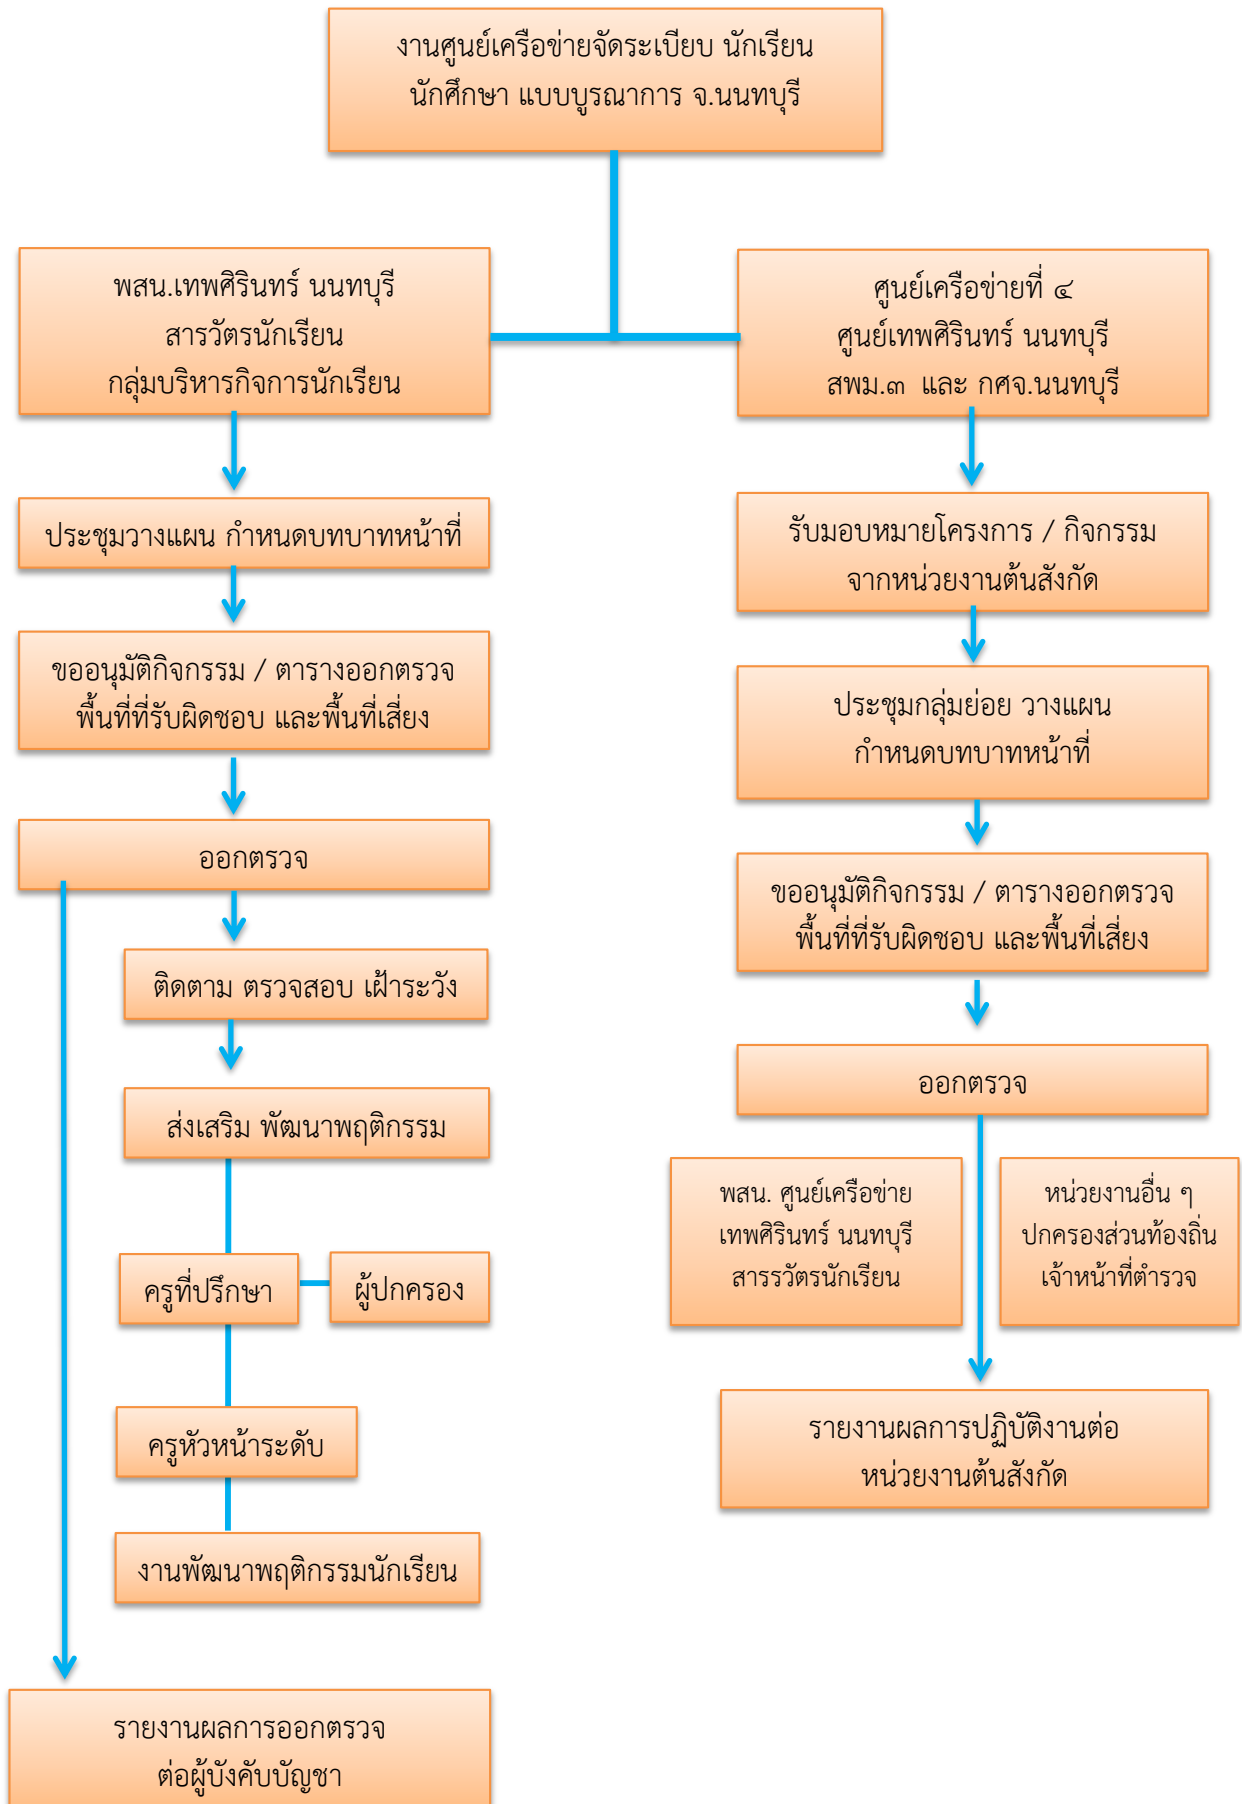 งานศูนย์เครือข่ายจัดระเบียบ นักเรียน
นักศึกษา แบบบูรณาการ จ.นนทบุรี
พสน.เทพศิรินทร์ นนทบุรี
สารวัตรนักเรียน
กลุ่มบริหารกิจการนักเรียน
ประชุมวางแผน กำหนดบทบาทหน้าที่
ขออนุมัติกิจกรรม / ตารางออกตรวจ
พื้นที่ที่รับผิดชอบ และพื้นที่เสี่ยง
ออกตรวจ
ติดตาม ตรวจสอบ เฝ้าระวัง
ส่งเสริม พัฒนาพฤติกรรม
ครูที่ปรึกษา
ผู้ปกครอง
ครูหัวหน้าระดับ
งานพัฒนาพฤติกรรมนักเรียน
รายงานผลการออกตรวจ
ต่อผู้บังคับบัญชา
ศูนย์เครือข่ายที่ ๔
ศูนย์เทพศิรินทร์ นนทบุรี
สพม.๓ และ กศจ.นนทบุรี
รับมอบหมายโครงการ / กิจกรรม
จากหน่วยงานต้นสังกัด
ประชุมกลุ่มย่อย วางแผน
กำหนดบทบาทหน้าที่
ขออนุมัติกิจกรรม / ตารางออกตรวจ
พื้นที่ที่รับผิดชอบ และพื้นที่เสี่ยง
ออกตรวจ
พสน. ศูนย์เครือข่าย
เทพศิรินทร์ นนทบุรี
สารรวัตรนักเรียน
หน่วยงานอื่น ๆ
ปกครองส่วนท้องถิ่น
เจ้าหน้าที่ตำรวจ
รายงานผลการปฏิบัติงานต่อ
หน่วยงานต้นสังกัด